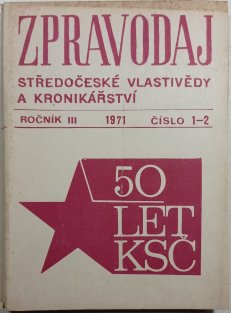 ZPRAVODAJ
STŘEDOČESKÉ VLASTIVĚDY
A KRONIKÁŘSTVÍ
ROČNÍK III 1971 ČÍSLO 1-2
50
LET
KSČ